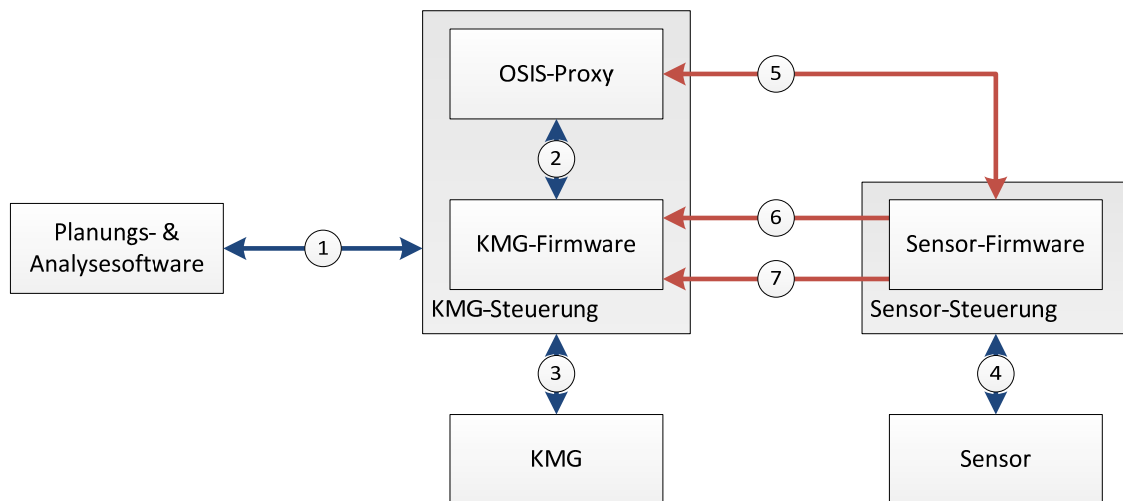 OSIS-Proxy
5
2
Planungs- &
Analysesoftware
1
KMG-Firmware
6
Sensor-Firmware
7
KMG-Steuerung
Sensor-Steuerung
3
4
KMG
Sensor